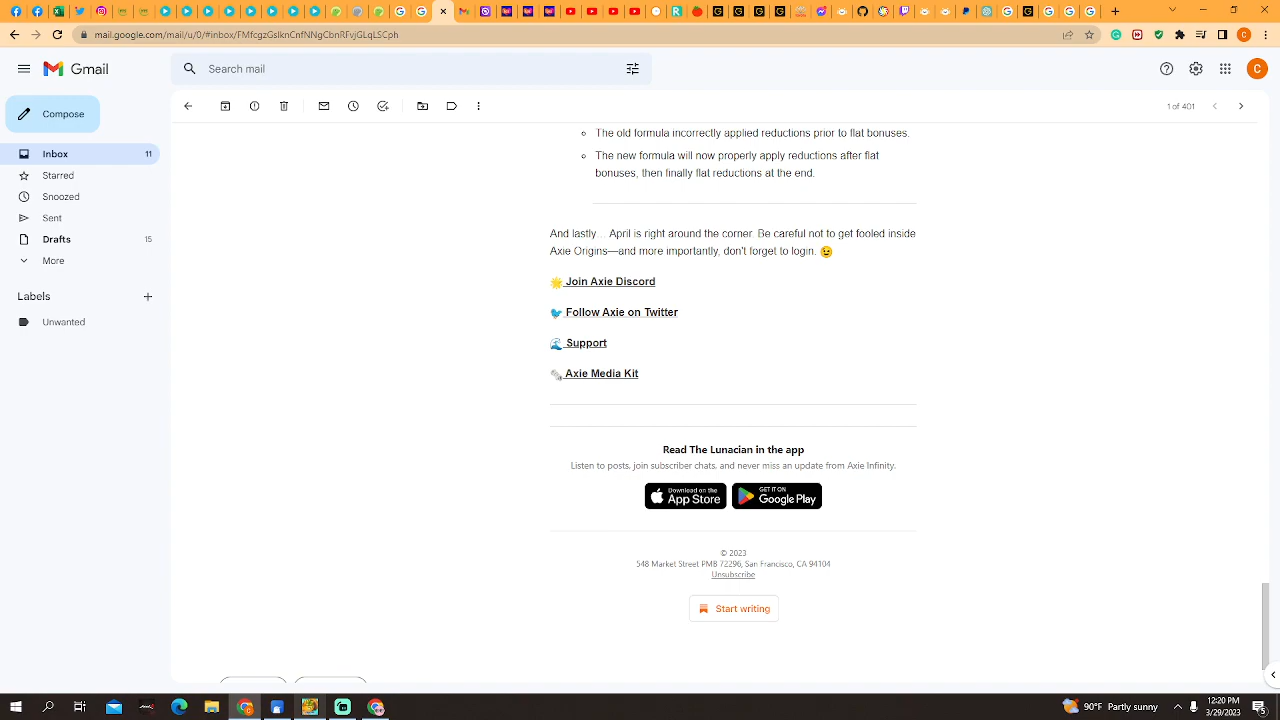 mail.google.com/mail/u/0/#inbox/FMfcgzGsIknCnfNNgCbnRFvjGLqLSCph
Gmail
Search mail
C
Compose
1 of 401
Inbox 11
Starred
Snoozed
Sent
Drafts 15
More
Labels
Unwanted
The old formula incorrectly applied reductions prior to flat bonuses.
The new formula will now properly apply reductions after flat
bonuses, then finally flat reductions at the end.
And lastly... April is right around the corner. Be careful not to get fooled inside
Axie Origins—and more importantly, don't forget to login. 😉
🌟 Join Axie Discord
🐦 Follow Axie on Twitter
🌊 Support
🗞️ Axie Media Kit
Read The Lunacian in the app
Listen to posts, join subscriber chats, and never miss an update from Axie Infinity.
Download on the App Store
GET IT ON Google Play
© 2023
548 Market Street PMB 72296, San Francisco, CA 94104
Unsubscribe
Start writing
90°F Partly sunny
12:20 PM
3/29/2023